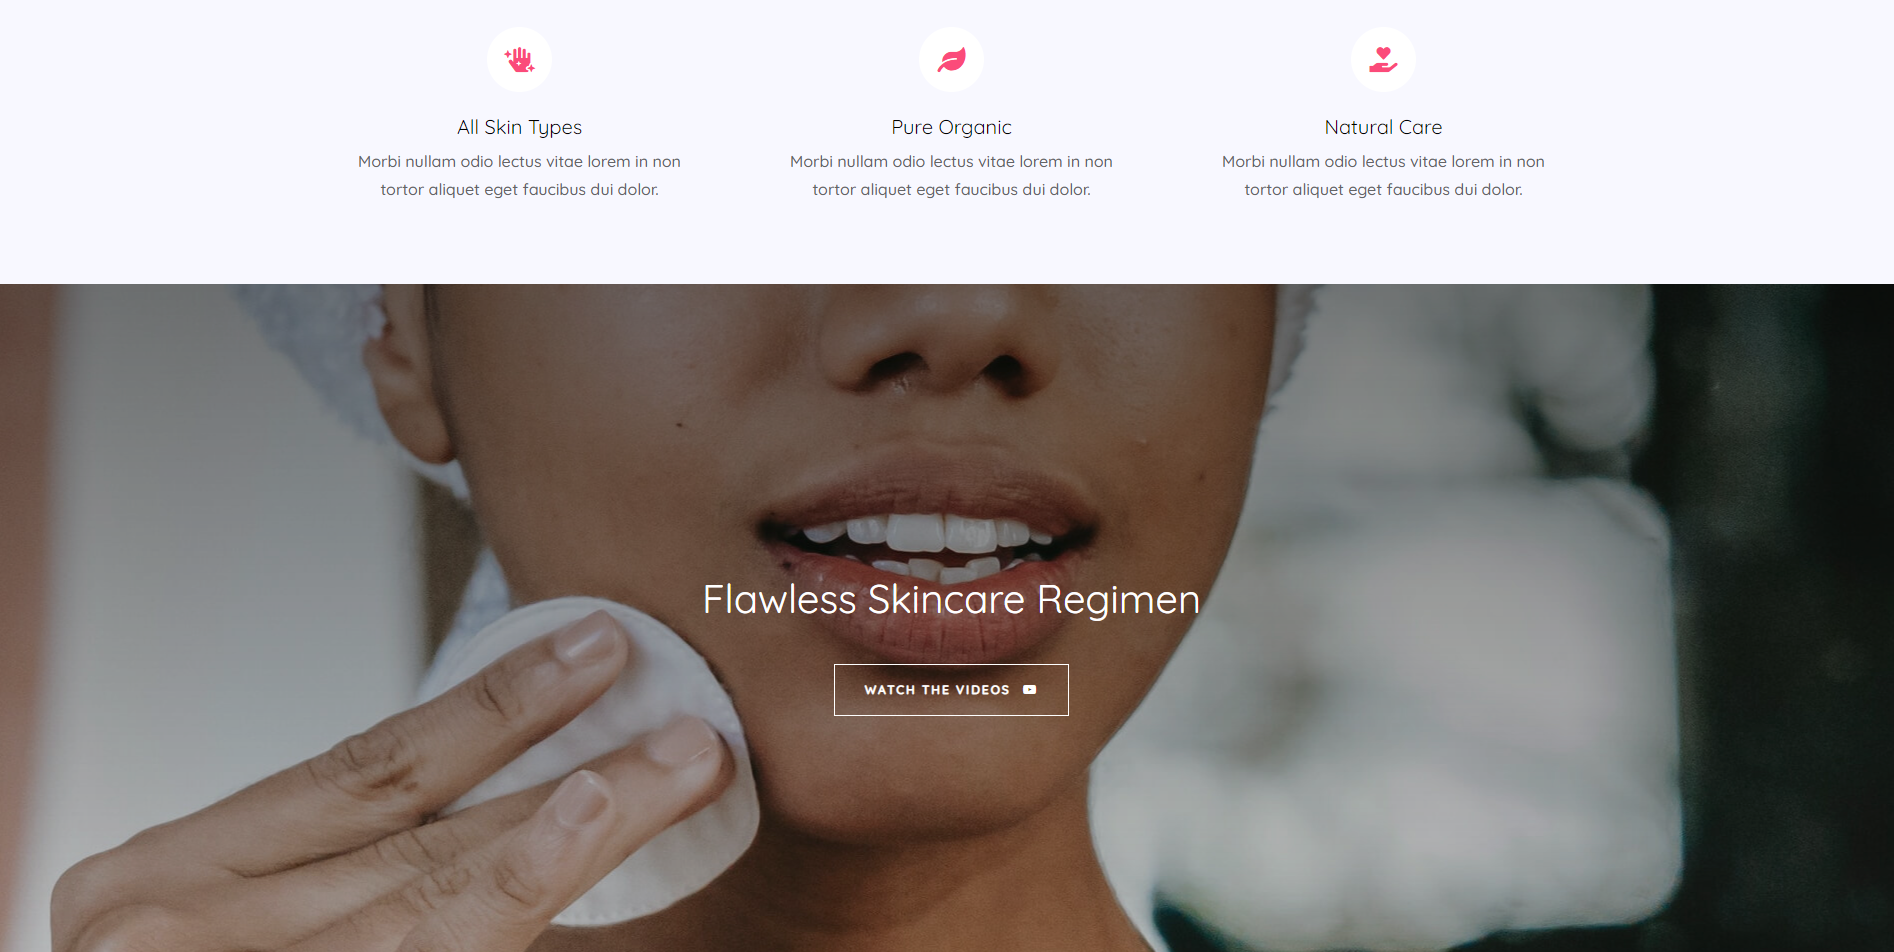 All Skin Types
Morbi nullam odio lectus vitae lorem in non
tortor aliquet eget faucibus dui dolor.
Pure Organic
Morbi nullam odio lectus vitae lorem in non
tortor aliquet eget faucibus dui dolor.
Natural Care
Morbi nullam odio lectus vitae lorem in non
tortor aliquet eget faucibus dui dolor.
Flawless Skincare Regimen
WATCH THE VIDEOS